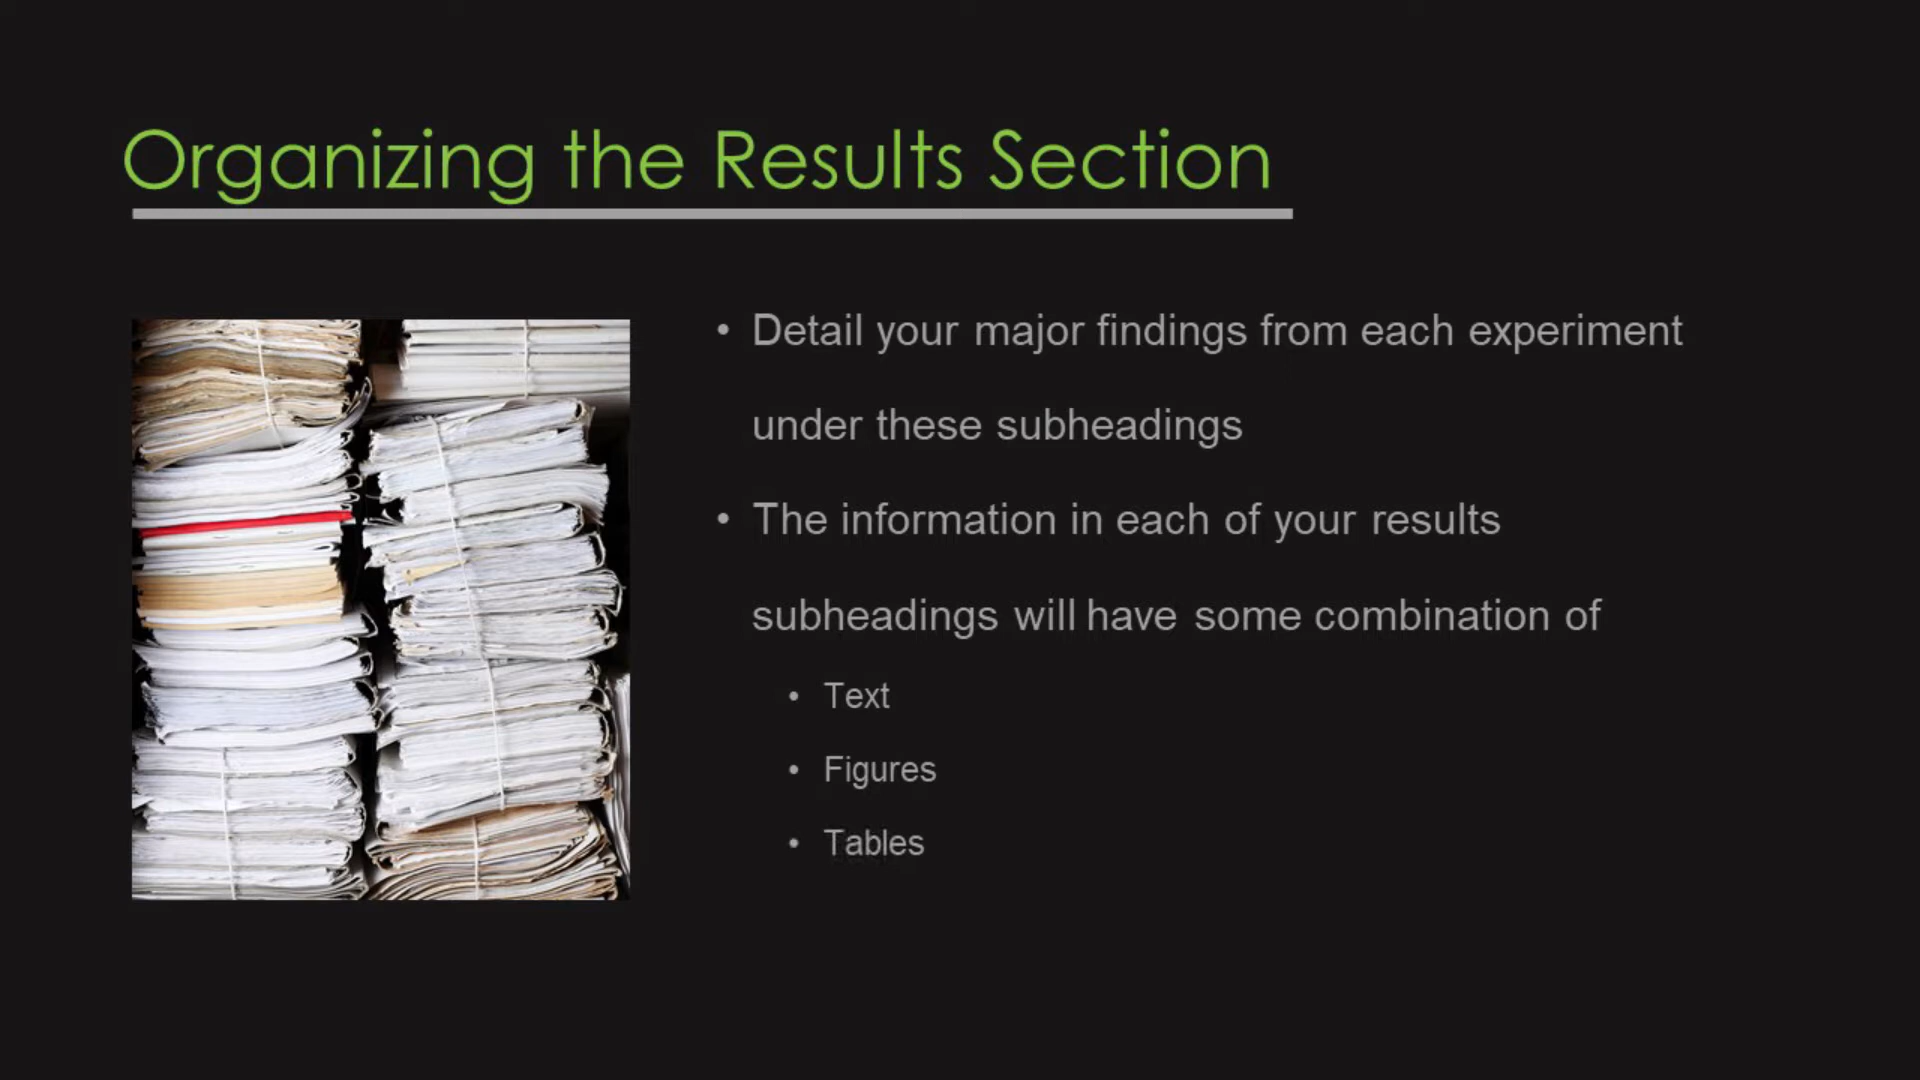 Organizing the Results Section
• Detail your major findings from each experiment
under these subheadings
• The information in each of your results
subheadings will have some combination of
• Text
• Figures
• Tables